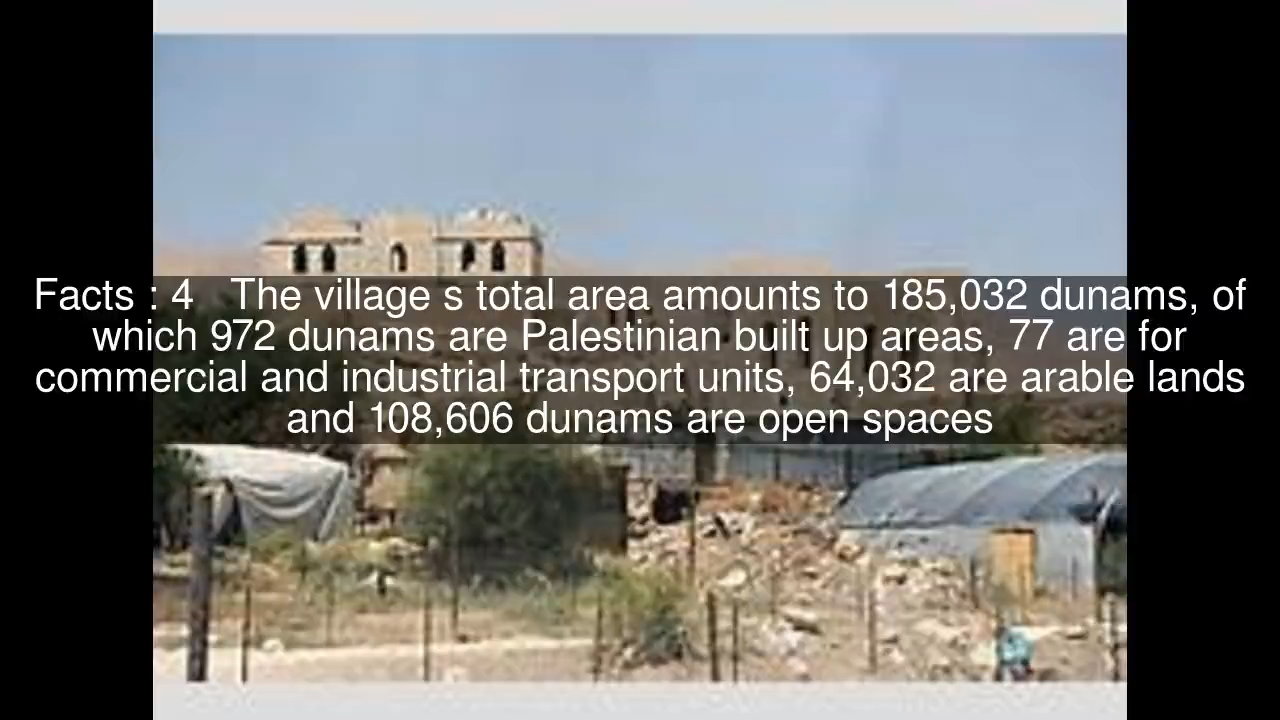 Facts : 4   The village s total area amounts to 185,032 dunams, of
which 972 dunams are Palestinian built up areas, 77 are for
commercial and industrial transport units, 64,032 are arable lands
and 108,606 dunams are open spaces